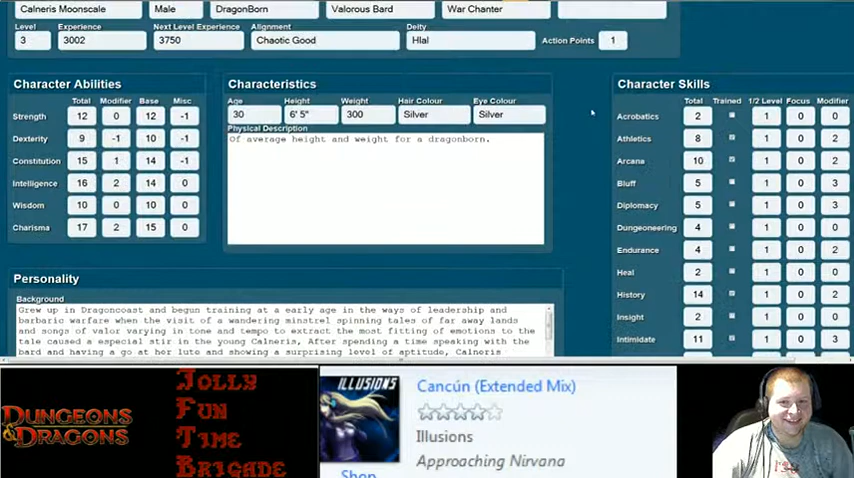 Calneris Moonscale Male DragonBorn Valorous Bard War Chanter
Level Experience Next Level Experience Alignment Deity
3 3002 3750 Chaotic Good Hlal Action Points 1
Character Abilities
Total Modifier Base Misc
Strength 12 0 12 -1
Dexterity 9 -1 10 -1
Constitution 15 1 14 -1
Intelligence 16 2 14 0
Wisdom 10 0 10 0
Charisma 17 2 15 0
Characteristics
Age Height Weight Hair Colour Eye Colour
30 6' 5" 300 Silver Silver
Physical Description
Of average height and weight for a dragonborn.
Character Skills
Total Trained 1/2 Level Focus Modifier
Acrobatics 2 1 0 0
Athletics 8 1 0 2
Arcana 10 1 0 2
Bluff 5 1 0 3
Diplomacy 5 1 0 3
Dungeoneering 4 1 0 0
Endurance 4 1 0 2
Heal 2 1 0 0
History 14 1 0 2
Insight 2 1 0 0
Intimidate 11 1 0 3
Personality
Background
Grew up in Dragoncoast and begun training at a early age in the ways of leadership and
barbaric warfare when the visit of a wandering minstrel spinning tales of far away lands
and songs of valor varying in tone and tempo to extract the most fitting of emotions to the
tale caused a especial stir in the young Calneris, After spending a time speaking with the
bard and having a go at her lute and showing a surprising level of aptitude, Calneris
DUNGEONS
& DRAGONS
Jolly
Fun
Time
Brigade
ILLUSIONS
Shop
Cancún (Extended Mix)
Illusions
Approaching Nirvana